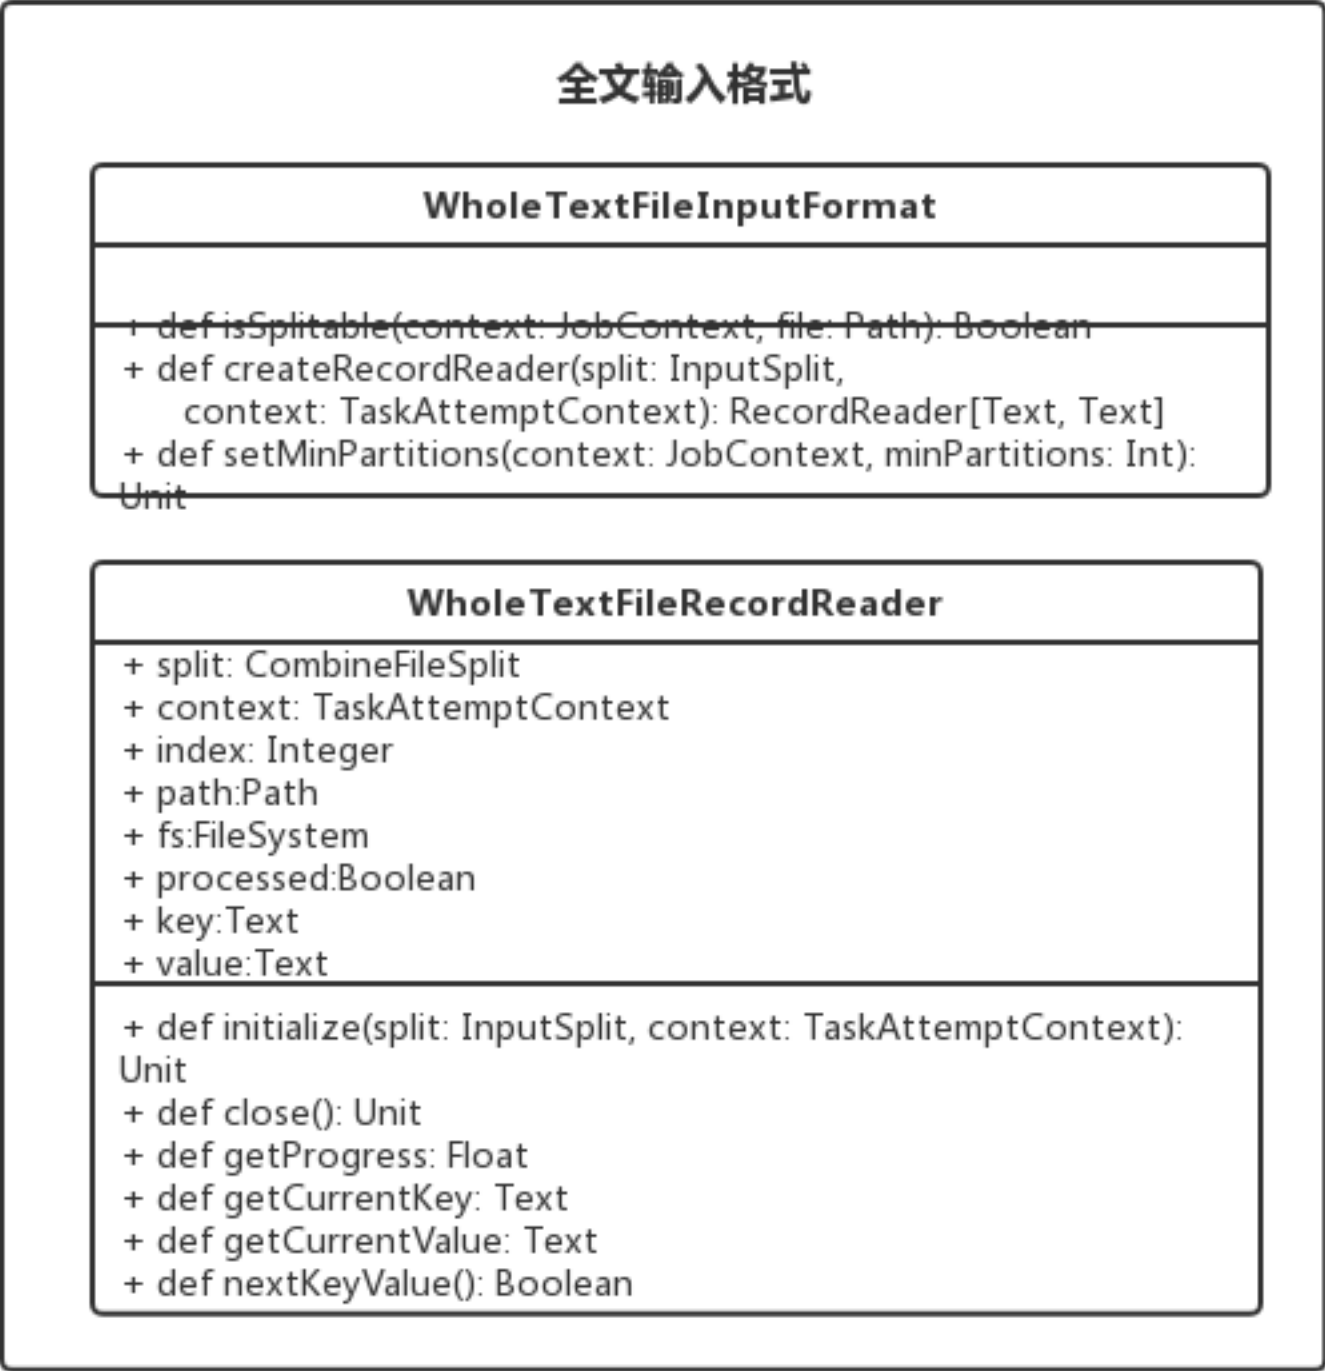 全文输入格式
WholeTextFileInputFormat
+ def isSplitable(context: JobContext, file: Path): Boolean
+ def createRecordReader(split: InputSplit,
context: TaskAttemptContext): RecordReader[Text, Text]
+ def setMinPartitions(context: JobContext, minPartitions: Int):
Unit
WholeTextFileRecordReader
+ split: CombineFileSplit
+ context: TaskAttemptContext
+ index: Integer
+ path:Path
+ fs:FileSystem
+ processed:Boolean
+ key:Text
+ value:Text
+ def initialize(split: InputSplit, context: TaskAttemptContext):
Unit
+ def close(): Unit
+ def getProgress: Float
+ def getCurrentKey: Text
+ def getCurrentValue: Text
+ def nextKeyValue(): Boolean